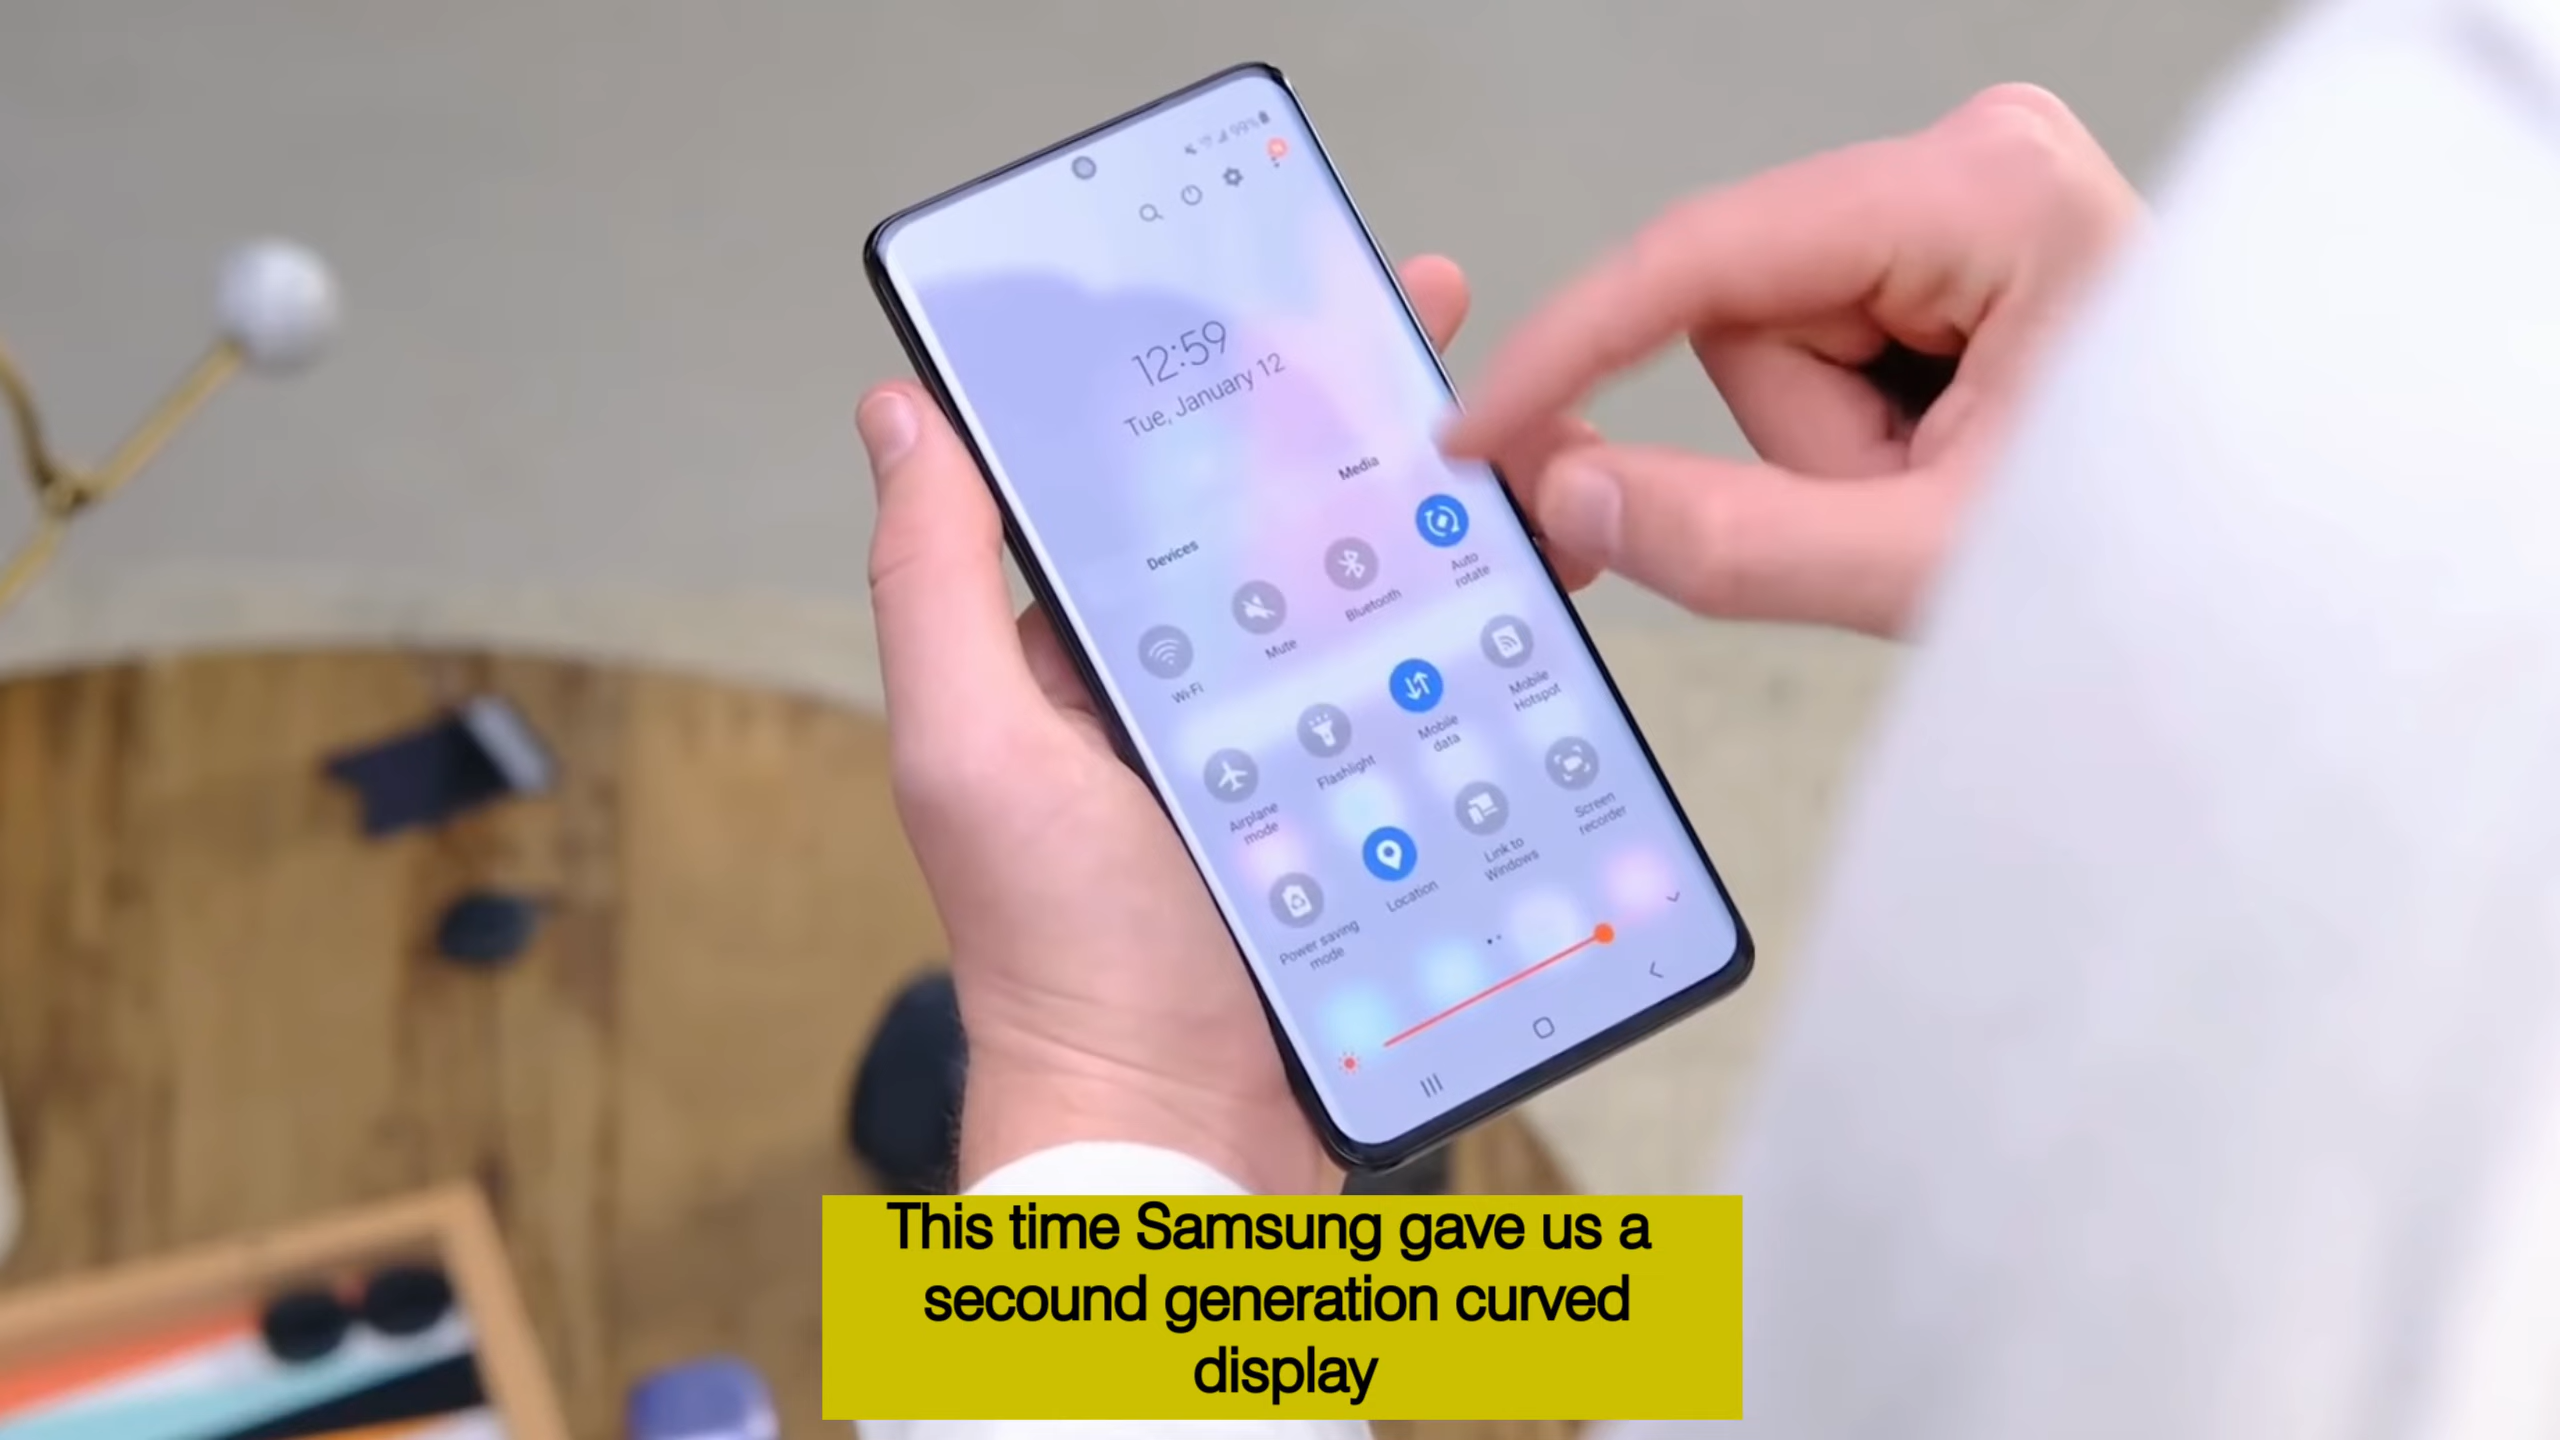 99%
12:59
Tue, January 12
Devices
Media
Wi-Fi
Mute
Bluetooth
Auto
rotate
Airplane
mode
Flashlight
Mobile
data
Mobile
Hotspot
Power saving
mode
Location
Link to
Windows
Screen
recorder
This time Samsung gave us a
secound generation curved
display